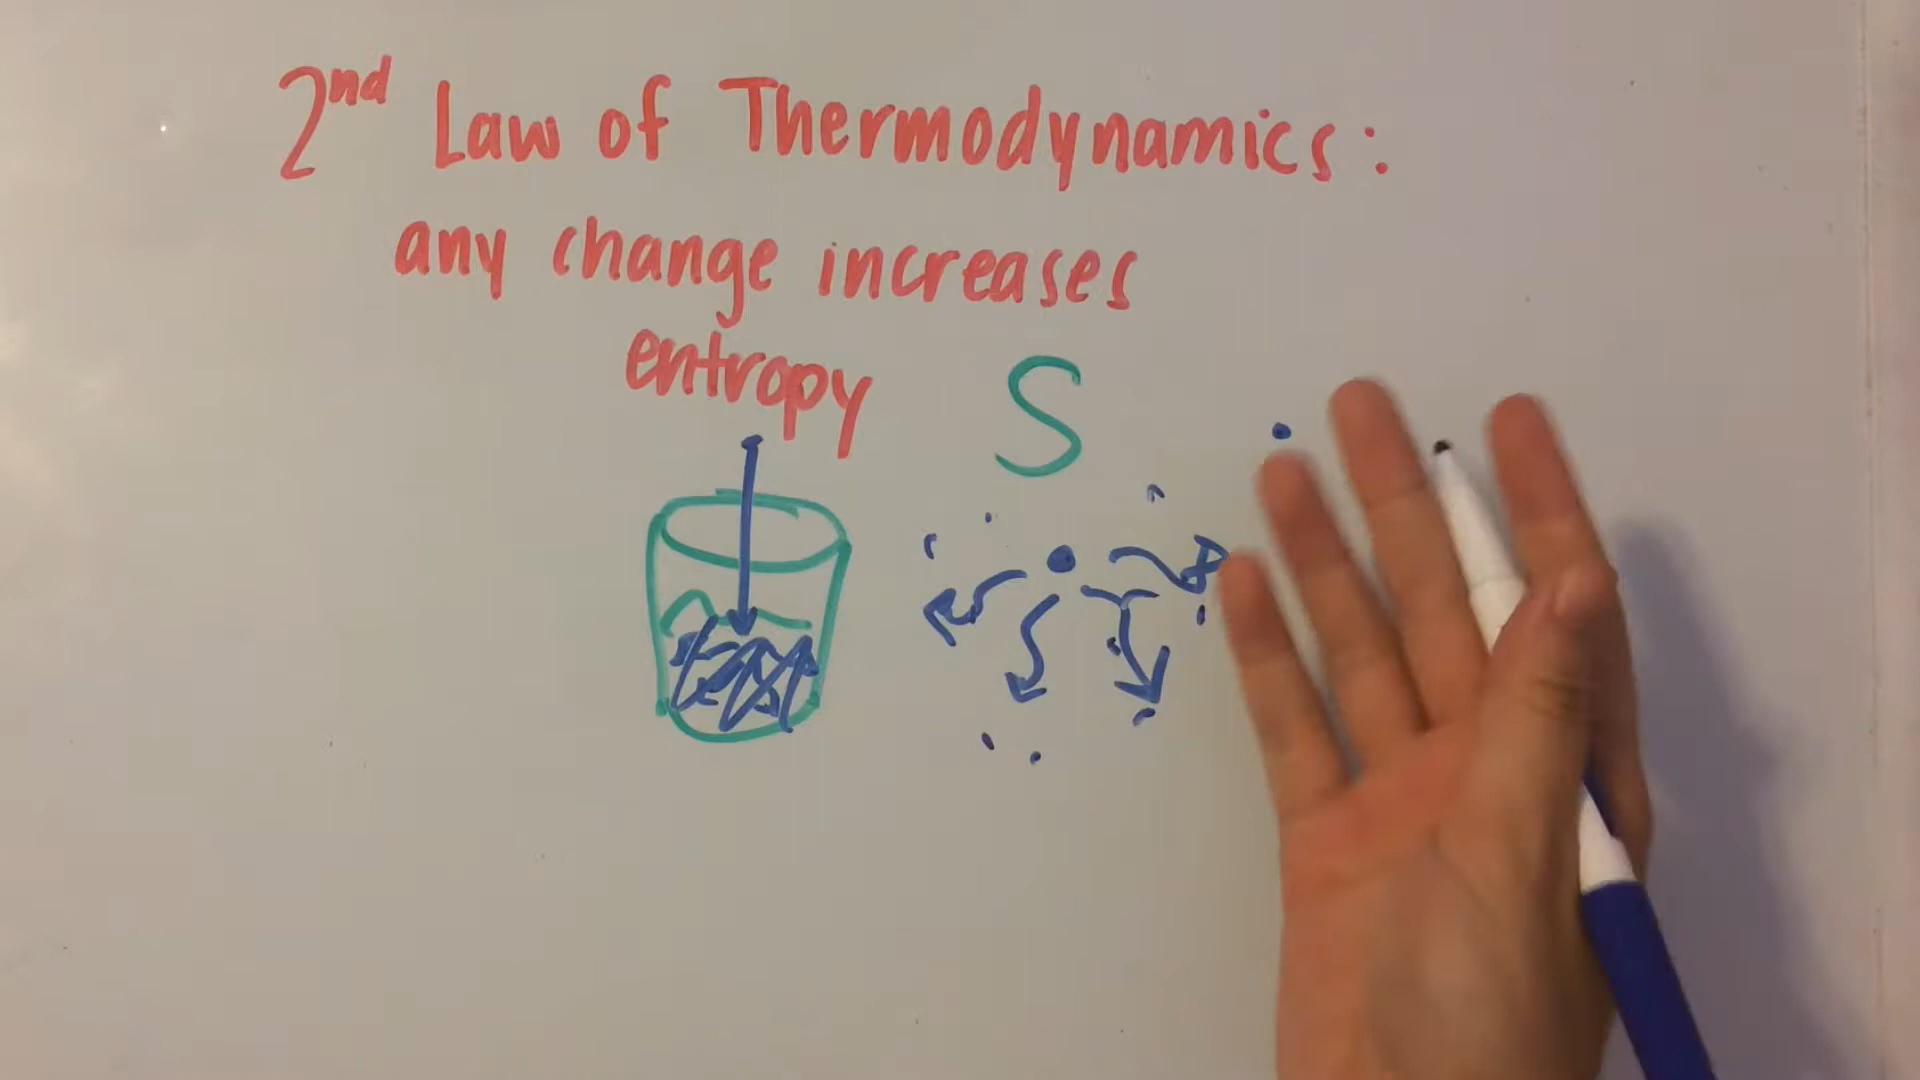 2nd Law of Thermodynamics:
any change increases
entropy
S